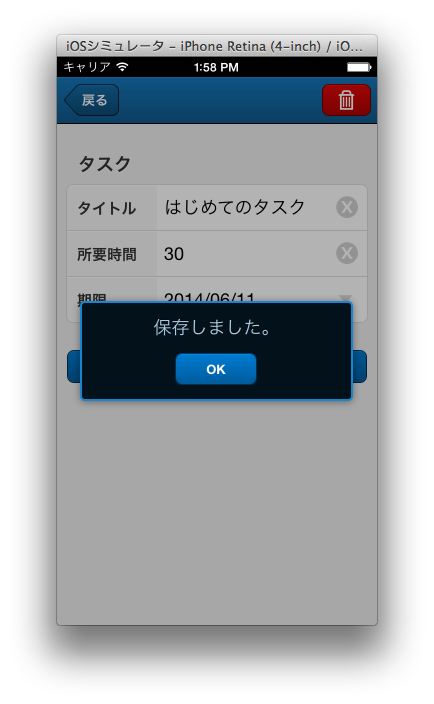 iOSシミュレータ – iPhone Retina (4-inch) / iO...
キャリア 1:58 PM
戻る
タスク
タイトル はじめてのタスク
所要時間 30
期限 2014/06/11
保存しました。
OK